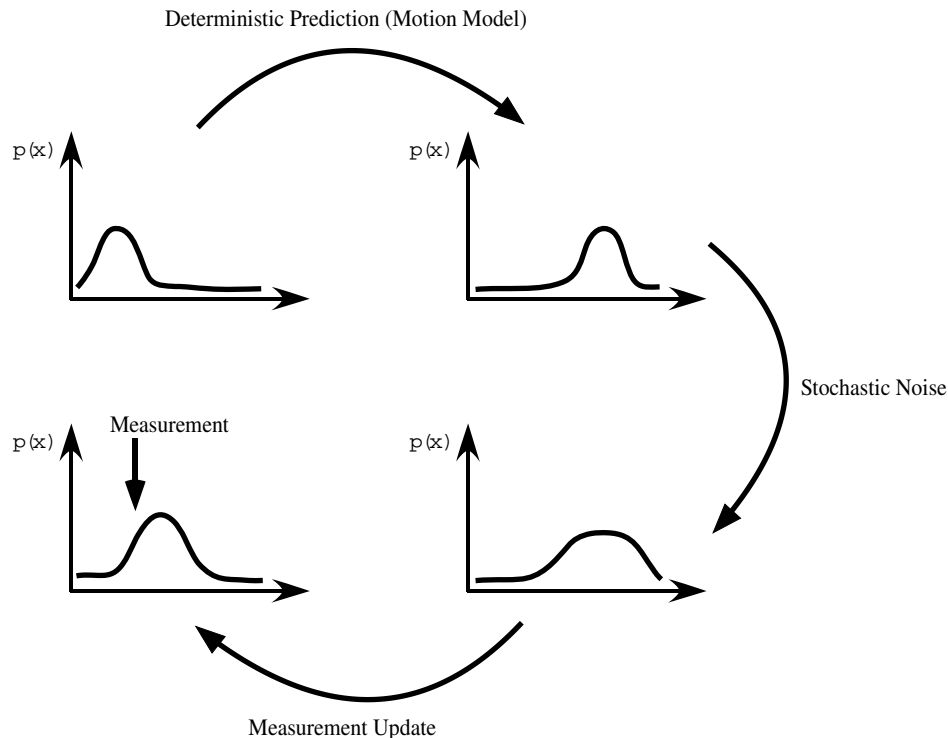 Deterministic Prediction (Motion Model)
p(x)
p(x)
Stochastic Noise
Measurement
p(x)
p(x)
Measurement Update